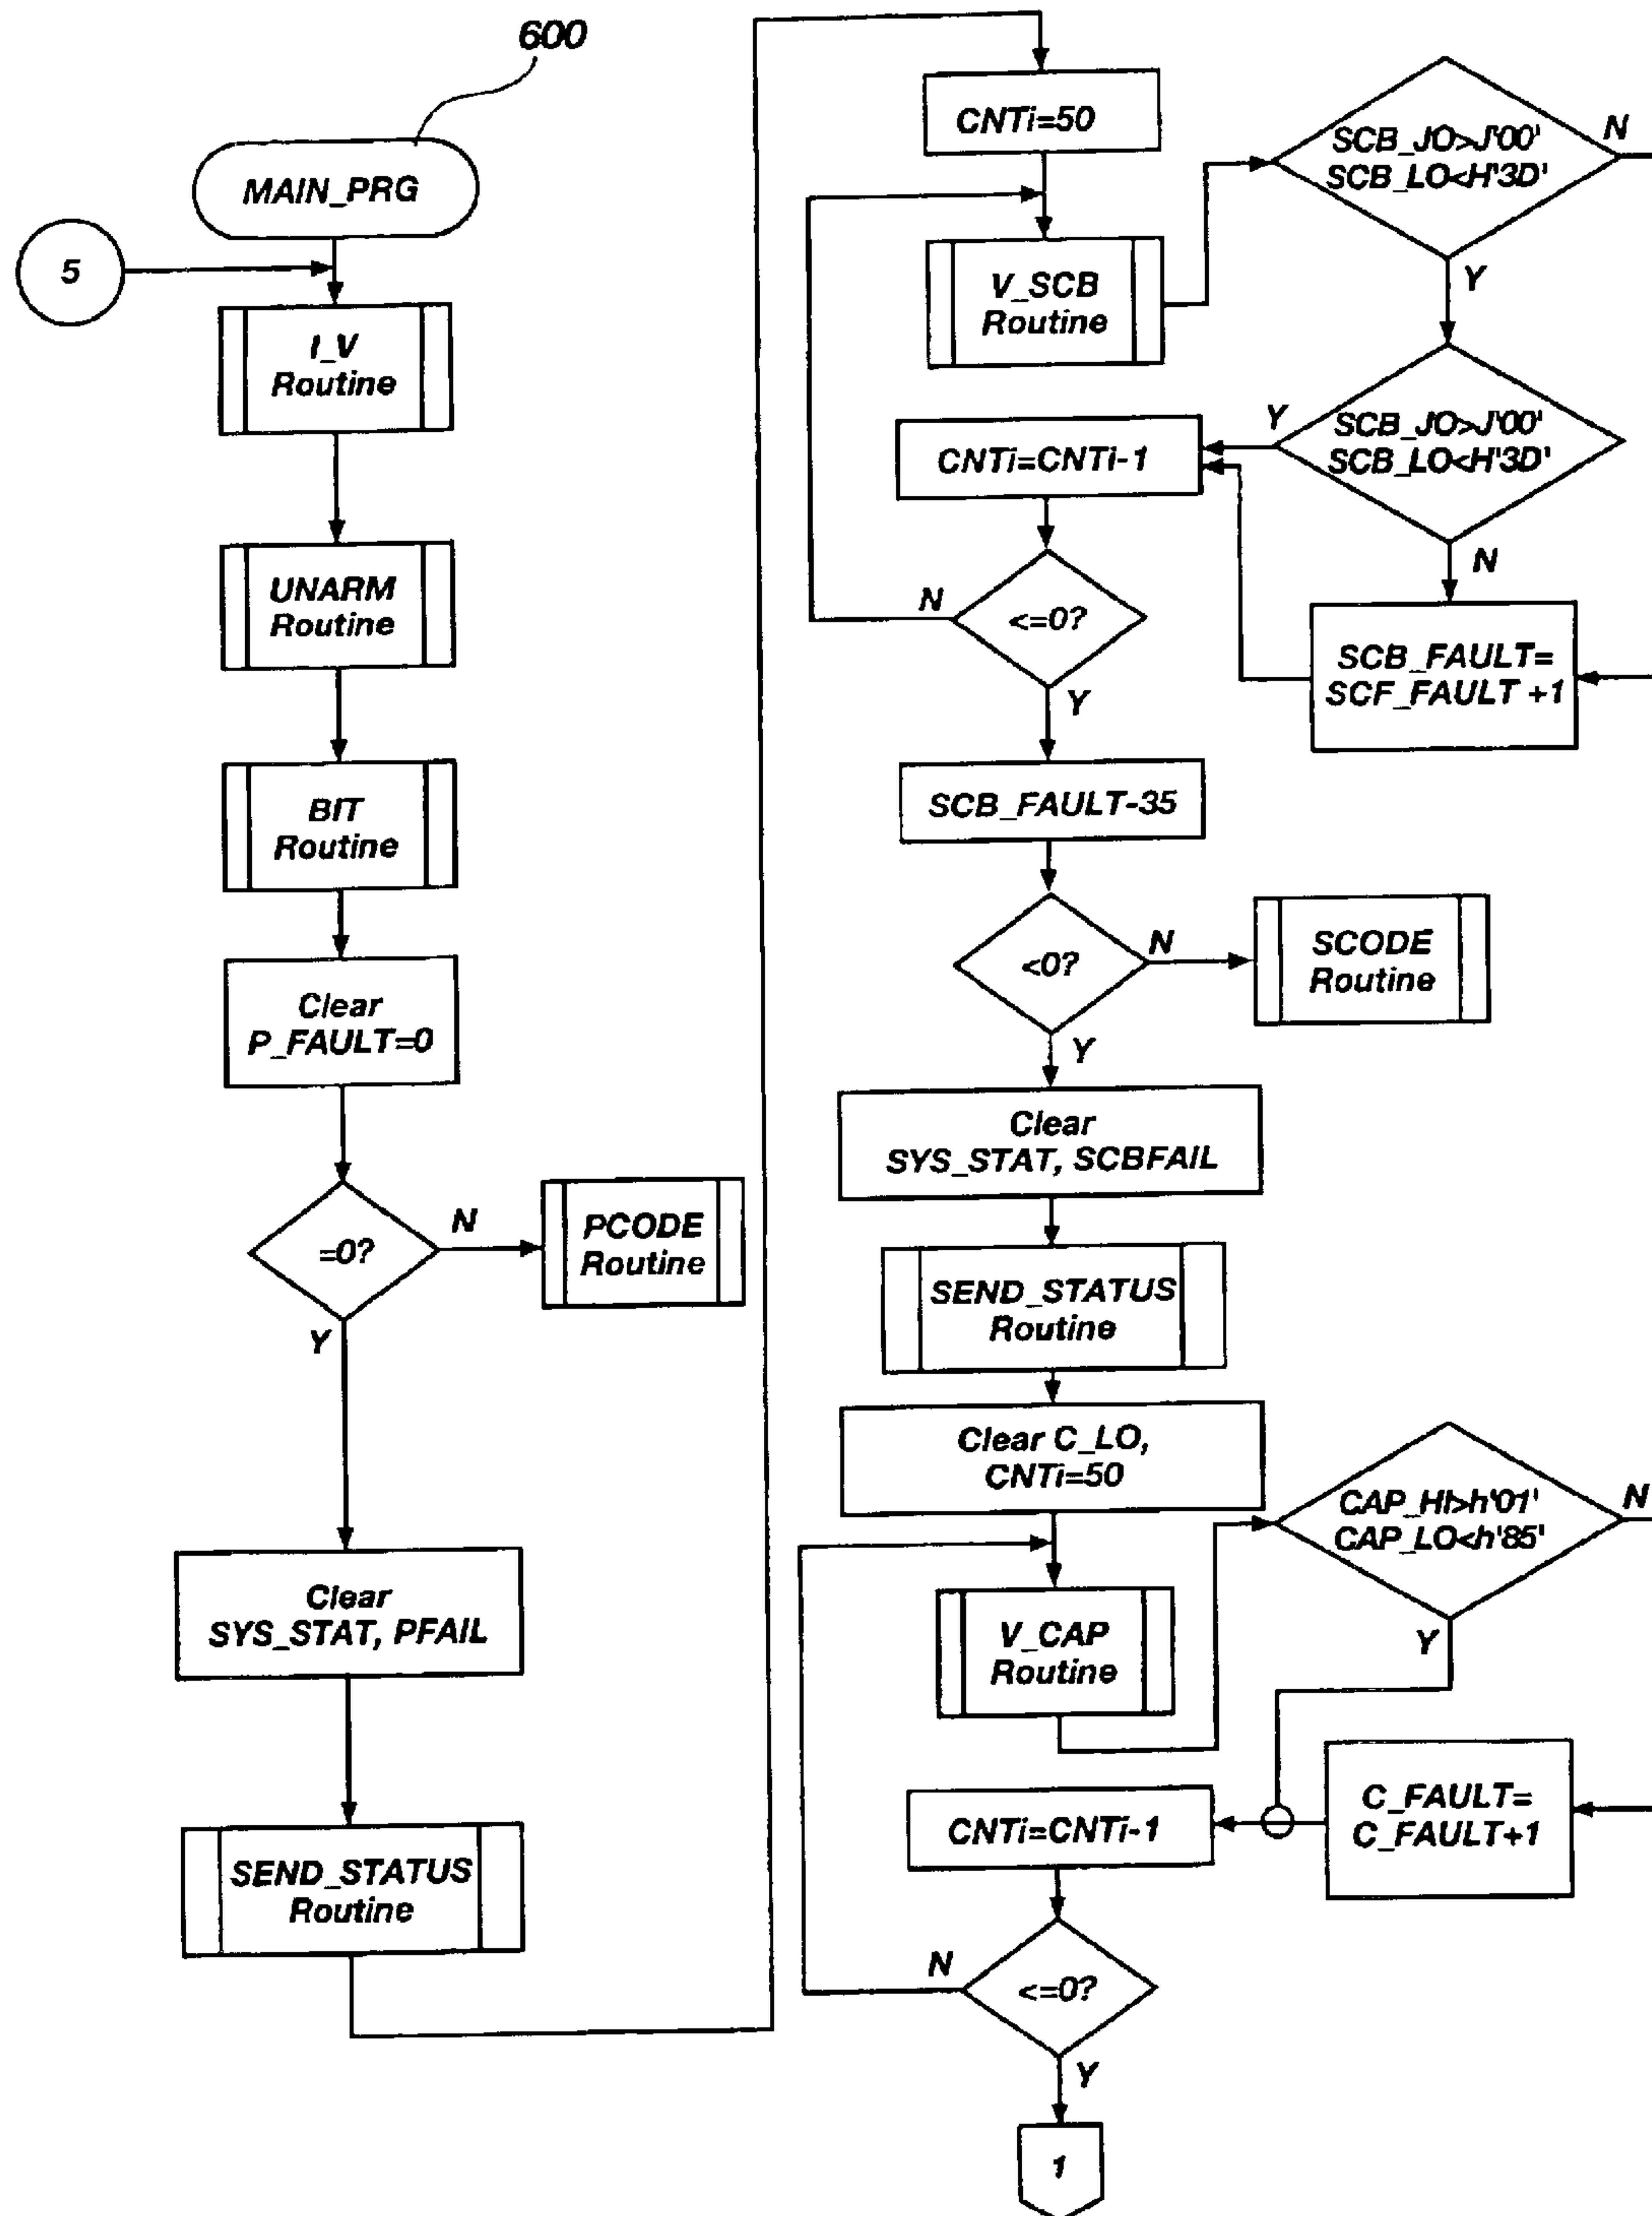 600
MAIN_PRG
5
I_V
Routine
UNARM
Routine
BIT
Routine
Clear
P_FAULT=0
=0?
N
PCODE
Routine
Y
Clear
SYS_STAT, PFAIL
SEND_STATUS
Routine
CNTi=50
V_SCB
Routine
SCB_JO>J'00'
SCB_LO<H'3D'
N
Y
SCB_JO>J'00'
SCB_LO<H'3D'
Y
N
CNTi=CNTi-1
<=0?
N
Y
SCB_FAULT=
SCF_FAULT +1
SCB_FAULT-35
<0?
N
SCODE
Routine
Y
Clear
SYS_STAT, SCBFAIL
SEND_STATUS
Routine
Clear C_LO,
CNTi=50
V_CAP
Routine
CAP_HI>h'01'
CAP_LO<h'85'
N
Y
C_FAULT=
C_FAULT+1
CNTi=CNTi-1
<=0?
N
Y
1